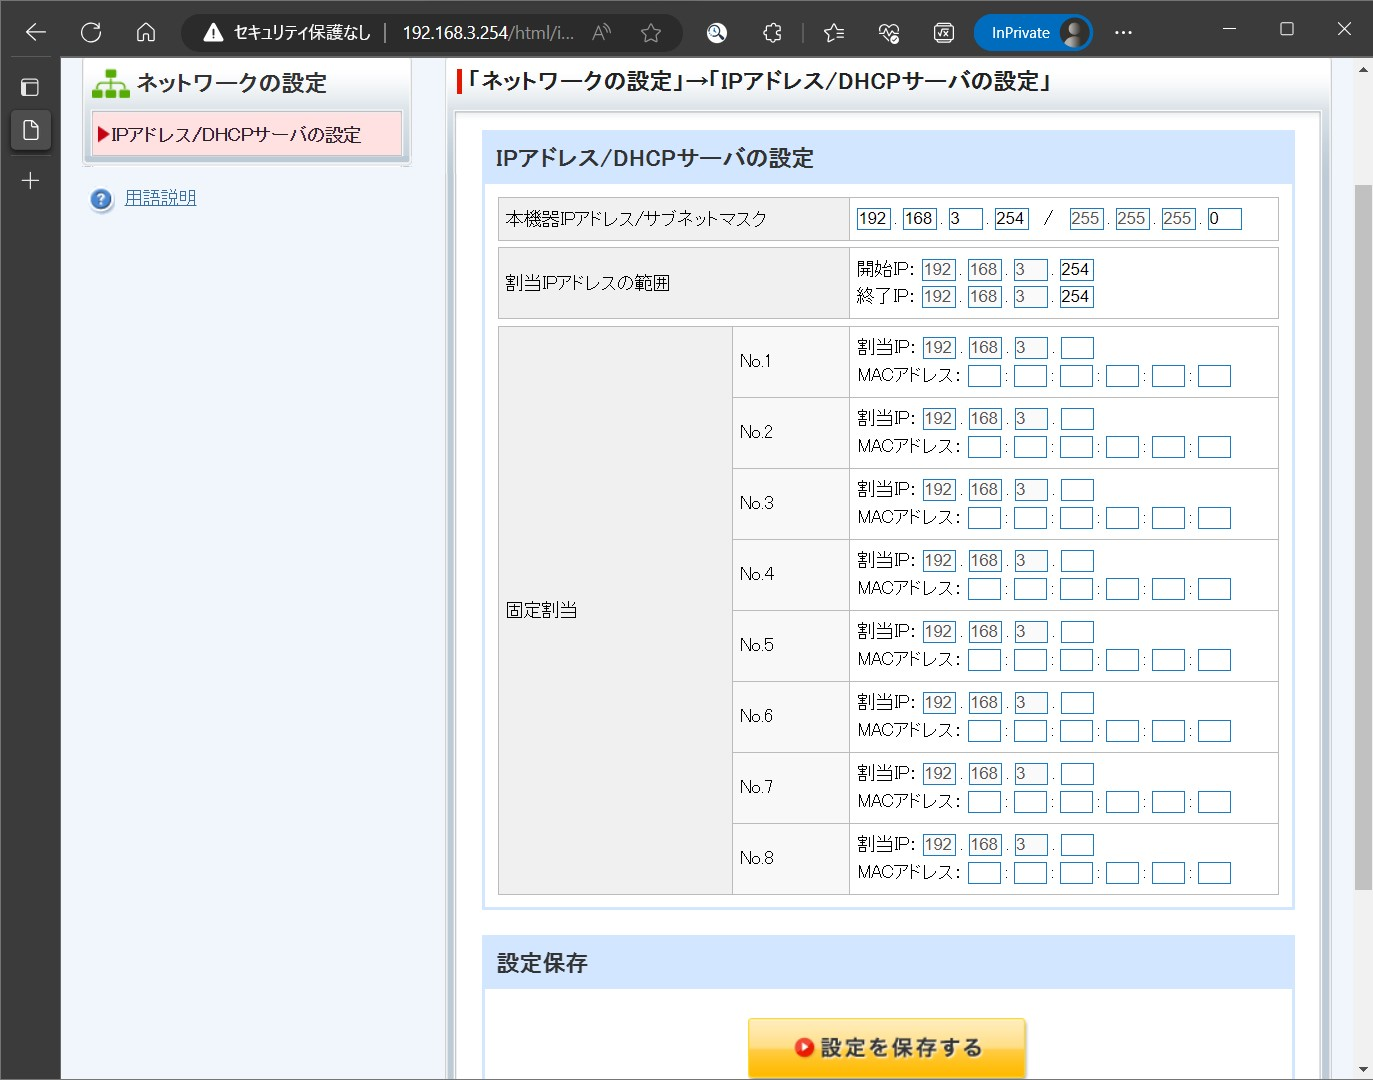 セキュリティ保護なし | 192.168.3.254/html/i...
InPrivate
ネットワークの設定
IPアドレス/DHCPサーバの設定
用語説明
「ネットワークの設定」→「IPアドレス/DHCPサーバの設定」
IPアドレス/DHCPサーバの設定
本機器IPアドレス/サブネットマスク 192 . 168 . 3 . 254 / 255 . 255 . 255 . 0
割当IPアドレスの範囲
開始IP: 192 . 168 . 3 . 254
終了IP: 192 . 168 . 3 . 254
固定割当
No.1
割当IP: 192 . 168 . 3 .
MACアドレス: : : : : :
No.2
割当IP: 192 . 168 . 3 .
MACアドレス: : : : : :
No.3
割当IP: 192 . 168 . 3 .
MACアドレス: : : : : :
No.4
割当IP: 192 . 168 . 3 .
MACアドレス: : : : : :
No.5
割当IP: 192 . 168 . 3 .
MACアドレス: : : : : :
No.6
割当IP: 192 . 168 . 3 .
MACアドレス: : : : : :
No.7
割当IP: 192 . 168 . 3 .
MACアドレス: : : : : :
No.8
割当IP: 192 . 168 . 3 .
MACアドレス: : : : : :
設定保存
設定を保存する